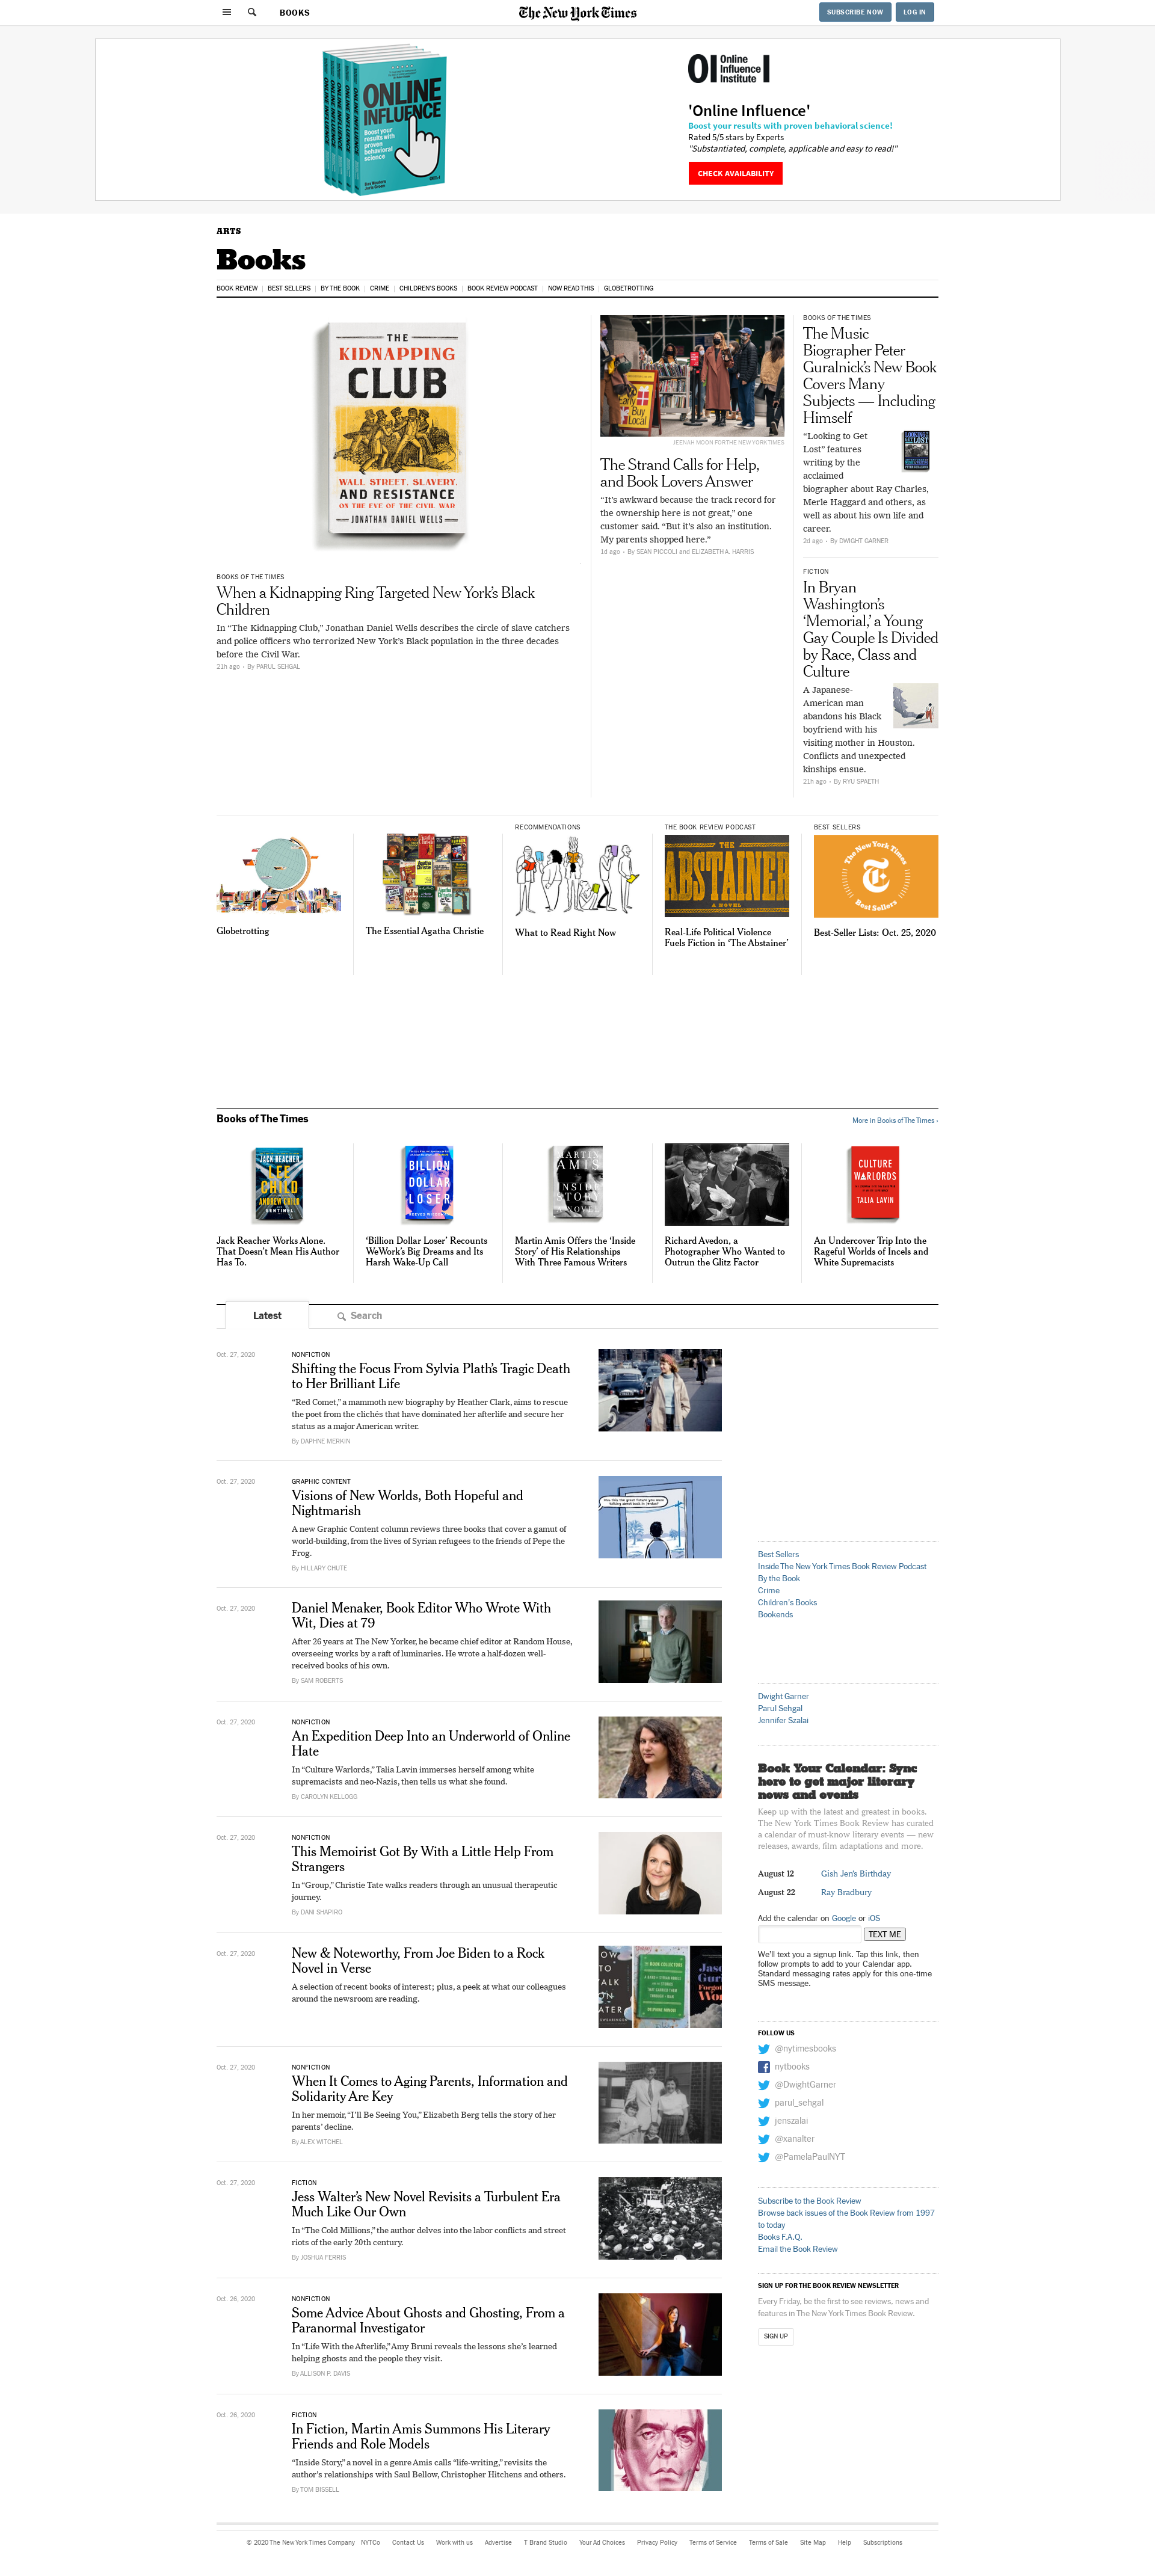 BOOKS
The New York Times
SUBSCRIBE NOW
LOG IN
ONLINE
INFLUENCE
Boost your
results with
proven behavioral
science
OI Online
Influence
Institute
'Online Influence'
Boost your results with proven behavioral science!
Rated 5/5 stars by Experts
"Substantiated, complete, applicable and easy to read!"
CHECK AVAILABILITY
ARTS
Books
BOOK REVIEW
BEST SELLERS
BY THE BOOK
CRIME
CHILDREN'S BOOKS
BOOK REVIEW PODCAST
NOW READ THIS
GLOBETROTTING
THE
KIDNAPPING
CLUB
WALL STREET, SLAVERY,
AND RESISTANCE
ON THE EVE OF THE CIVIL WAR
JONATHAN DANIEL WELLS
BOOKS OF THE TIMES
When a Kidnapping Ring Targeted New York's Black
Children
In “The Kidnapping Club,” Jonathan Daniel Wells describes the circle of slave catchers
and police officers who terrorized New York's Black population in the three decades
before the Civil War.
21h ago • By PARUL SEHGAL
Early
Buy
Local
JEENAH MOON FOR THE NEW YORK TIMES
The Strand Calls for Help,
and Book Lovers Answer
“It's awkward because the track record for
the ownership here is not great,” one
customer said. “But it's also an institution.
My parents shopped here.”
1d ago • By SEAN PICCOLI and ELIZABETH A. HARRIS
BOOKS OF THE TIMES
The Music
Biographer Peter
Guralnick's New Book
Covers Many
Subjects — Including
Himself
“Looking to Get
Lost” features
writing by the
acclaimed
biographer about Ray Charles,
Merle Haggard and others, as
well as about his own life and
career.
2d ago • By DWIGHT GARNER
FICTION
In Bryan
Washington's
‘Memorial,’ a Young
Gay Couple Is Divided
by Race, Class and
Culture
A Japanese-
American man
abandons his Black
boyfriend with his
visiting mother in Houston.
Conflicts and unexpected
kinships ensue.
21h ago • By RYU SPAETH
Globetrotting
The Essential Agatha Christie
RECOMMENDATIONS
What to Read Right Now
THE BOOK REVIEW PODCAST
ABSTAINER
A NOVEL
Real-Life Political Violence
Fuels Fiction in ‘The Abstainer’
BEST SELLERS
The New York Times
Best Sellers
Best-Seller Lists: Oct. 25, 2020
Books of The Times
More in Books of The Times ›
JACK REACHER
LEE
CHILD
ANDREW CHILD
SENTINEL
Jack Reacher Works Alone.
That Doesn't Mean His Author
Has To.
BILLION
DOLLAR
LOSER
‘Billion Dollar Loser’ Recounts
WeWork's Big Dreams and Its
Harsh Wake-Up Call
MARTIN
AMIS
INSIDE
STORY
Martin Amis Offers the ‘Inside
Story’ of His Relationships
With Three Famous Writers
Richard Avedon, a
Photographer Who Wanted to
Outrun the Glitz Factor
CULTURE
WARLORDS
TALIA LAVIN
An Undercover Trip Into the
Rageful Worlds of Incels and
White Supremacists
Latest
Search
Oct. 27, 2020
NONFICTION
Shifting the Focus From Sylvia Plath's Tragic Death
to Her Brilliant Life
“Red Comet,” a mammoth new biography by Heather Clark, aims to rescue
the poet from the clichés that have dominated her afterlife and secure her
status as a major American writer.
By DAPHNE MERKIN
Oct. 27, 2020
GRAPHIC CONTENT
Visions of New Worlds, Both Hopeful and
Nightmarish
A new Graphic Content column reviews three books that cover a gamut of
world-building, from the lives of Syrian refugees to the friends of Pepe the
Frog.
By HILLARY CHUTE
Oct. 27, 2020
Daniel Menaker, Book Editor Who Wrote With
Wit, Dies at 79
After 26 years at The New Yorker, he became chief editor at Random House,
overseeing works by a raft of luminaries. He wrote a half-dozen well-
received books of his own.
By SAM ROBERTS
Oct. 27, 2020
NONFICTION
An Expedition Deep Into an Underworld of Online
Hate
In “Culture Warlords,” Talia Lavin immerses herself among white
supremacists and neo-Nazis, then tells us what she found.
By CAROLYN KELLOGG
Oct. 27, 2020
NONFICTION
This Memoirist Got By With a Little Help From
Strangers
In “Group,” Christie Tate walks readers through an unusual therapeutic
journey.
By DANI SHAPIRO
Oct. 27, 2020
New & Noteworthy, From Joe Biden to a Rock
Novel in Verse
A selection of recent books of interest; plus, a peek at what our colleagues
around the newsroom are reading.
Oct. 27, 2020
NONFICTION
When It Comes to Aging Parents, Information and
Solidarity Are Key
In her memoir, “I'll Be Seeing You,” Elizabeth Berg tells the story of her
parents' decline.
By ALEX WITCHEL
Oct. 27, 2020
FICTION
Jess Walter's New Novel Revisits a Turbulent Era
Much Like Our Own
In “The Cold Millions,” the author delves into the labor conflicts and street
riots of the early 20th century.
By JOSHUA FERRIS
Oct. 26, 2020
NONFICTION
Some Advice About Ghosts and Ghosting, From a
Paranormal Investigator
In “Life With the Afterlife,” Amy Bruni reveals the lessons she's learned
helping ghosts and the people they visit.
By ALLISON P. DAVIS
Oct. 26, 2020
FICTION
In Fiction, Martin Amis Summons His Literary
Friends and Role Models
“Inside Story,” a novel in a genre Amis calls “life-writing,” revisits the
author's relationships with Saul Bellow, Christopher Hitchens and others.
By TOM BISSELL
Best Sellers
Inside The New York Times Book Review Podcast
By the Book
Crime
Children's Books
Bookends
Dwight Garner
Parul Sehgal
Jennifer Szalai
Book Your Calendar: Sync
here to get major literary
news and events
Keep up with the latest and greatest in books.
The New York Times Book Review has curated
a calendar of must-know literary events — new
releases, awards, film adaptations and more.
August 12 Gish Jen's Birthday
August 22 Ray Bradbury
Add the calendar on Google or iOS
TEXT ME
We'll text you a signup link. Tap this link, then
follow prompts to add to your Calendar app.
Standard messaging rates apply for this one-time
SMS message.
FOLLOW US
@nytimesbooks
nytbooks
@DwightGarner
parul_sehgal
jenszalai
@xanalter
@PamelaPaulNYT
Subscribe to the Book Review
Browse back issues of the Book Review from 1997
to today
Books F.A.Q.
Email the Book Review
SIGN UP FOR THE BOOK REVIEW NEWSLETTER
Every Friday, be the first to see reviews, news and
features in The New York Times Book Review.
SIGN UP
© 2020 The New York Times Company
NYTCo
Contact Us
Work with us
Advertise
T Brand Studio
Your Ad Choices
Privacy Policy
Terms of Service
Terms of Sale
Site Map
Help
Subscriptions